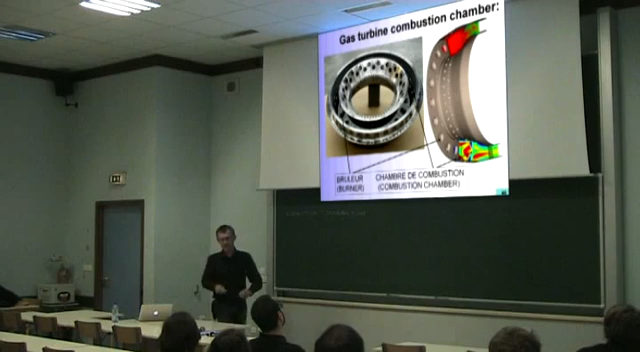 Gas turbine combustion chamber:
BRULEUR
(BURNER)
CHAMBRE DE COMBUSTION
(COMBUSTION CHAMBER)
EXIT